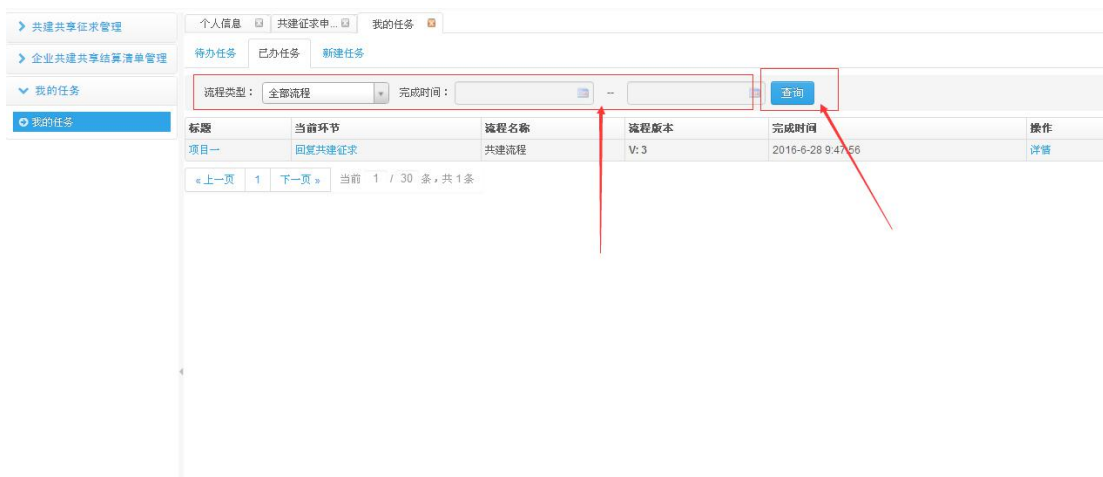 共建共享征求管理
企业共建共享结算清单管理
我的任务
我的任务
个人信息 共建征求申... 我的任务
待办任务 已办任务 新建任务
流程类型： 全部流程 完成时间： -- 查询
标题 当前环节 流程名称 流程版本 完成时间 操作
项目一 回复共建征求 共建流程 V: 3 2016-6-28 9:47:56 详情
«上一页 1 下一页» 当前 1 / 30 条，共1条